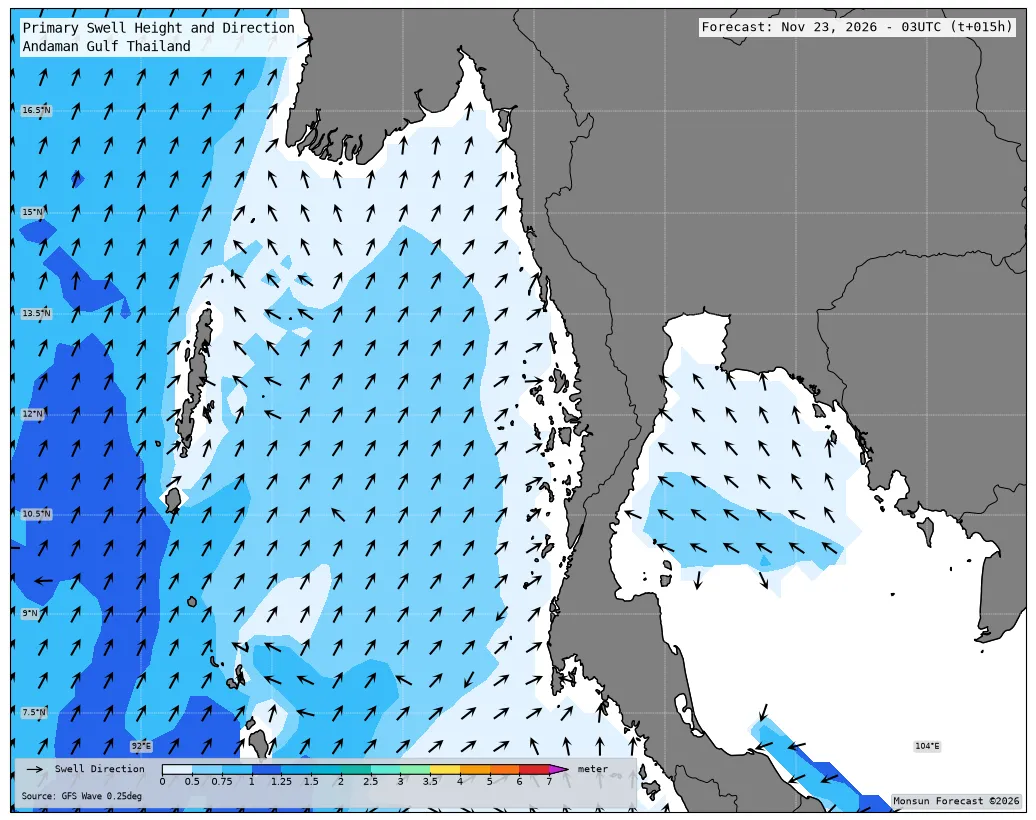 Primary Swell Height and Direction
Andaman Gulf Thailand
Forecast: Nov 23, 2026 - 03UTC (t+015h)
16.5°N
15°N
13.5°N
12°N
10.5°N
9°N
7.5°N
92°E
104°E
Swell Direction
0 0.5 0.75 1 1.25 1.5 2 2.5 3 3.5 4 5 6 7
meter
Source: GFS Wave 0.25deg
Monsun Forecast ©2026